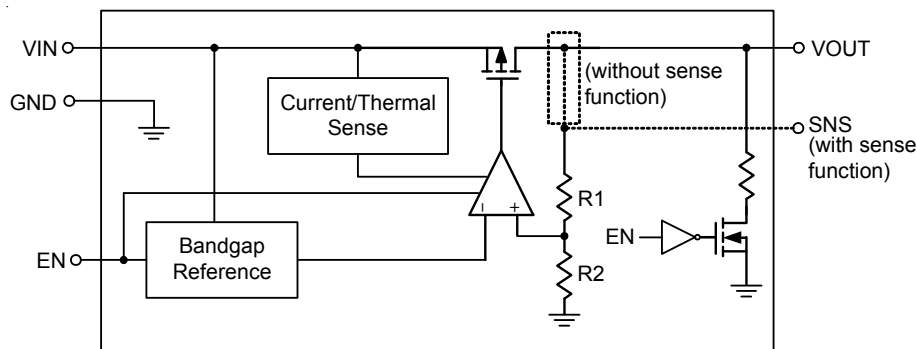 VIN
VOUT
(without sense
function)
GND
Current/Thermal
Sense
SNS
(with sense
function)
R1
− +
EN
EN
Bandgap
Reference
R2